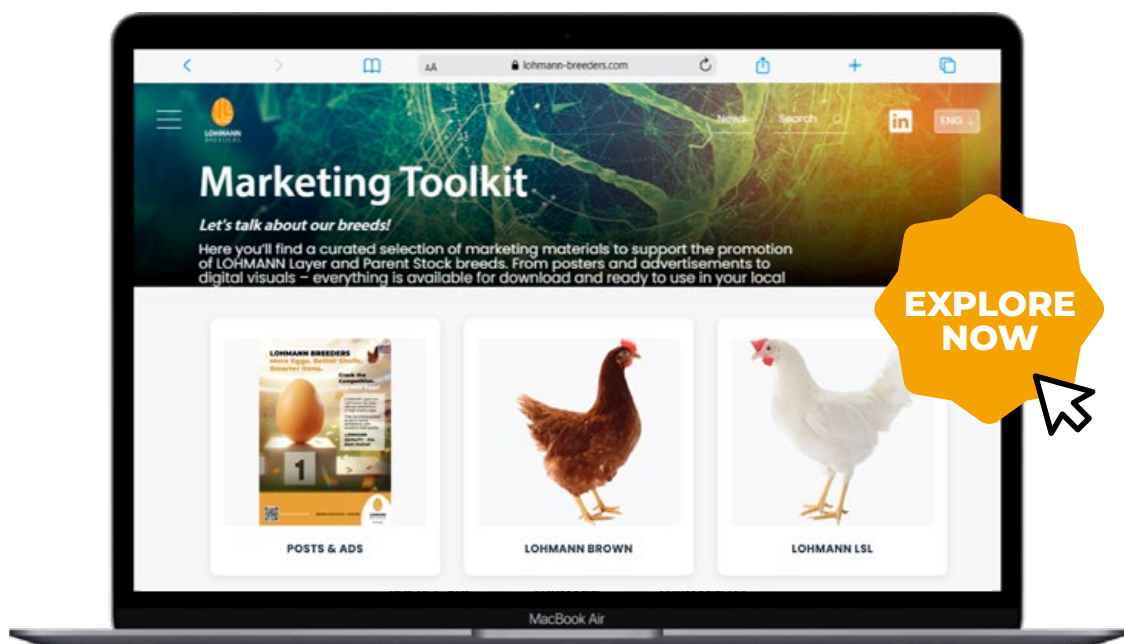 AA
lohmann-breeders.com
LOHMANN
BREEDERS
News
Search
in
ENG ↓
Marketing Toolkit
Let's talk about our breeds!
Here you'll find a curated selection of marketing materials to support the promotion
of LOHMANN Layer and Parent Stock breeds. From posters and advertisements to
digital visuals – everything is available for download and ready to use in your local
EXPLORE
NOW
LOHMANN BREEDERS
More Eggs. Better Shells.
Smarter Hens.
Crack the
Competition.
1
POSTS & ADS
LOHMANN BROWN
LOHMANN LSL
MacBook Air